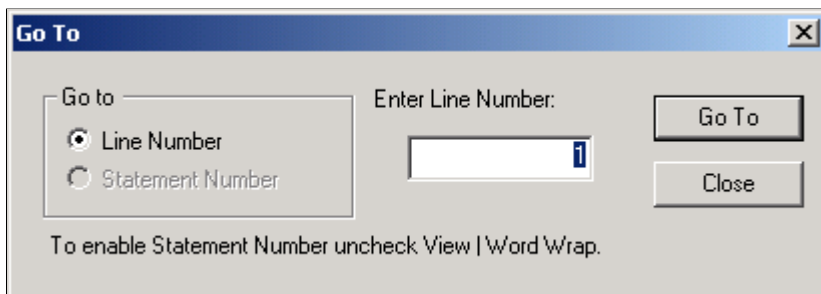 Go To
Go to
Line Number
Statement Number
Enter Line Number:
1
Go To
Close
To enable Statement Number uncheck View | Word Wrap.